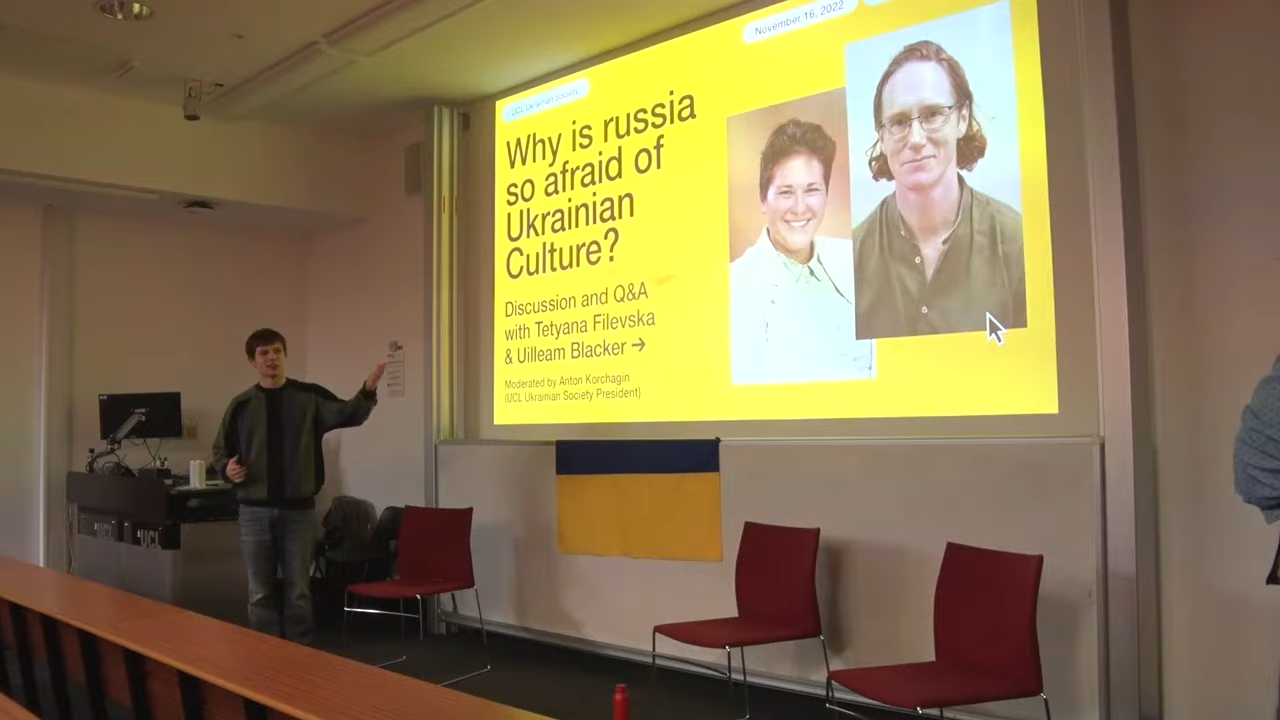 November 16, 2022
UCL Ukrainian Society
Why is russia
so afraid of
Ukrainian
Culture?
Discussion and Q&A
with Tetyana Filevska
& Uilleam Blacker →
Moderated by Anton Korchagin
(UCL Ukrainian Society President)
UCL
UCL